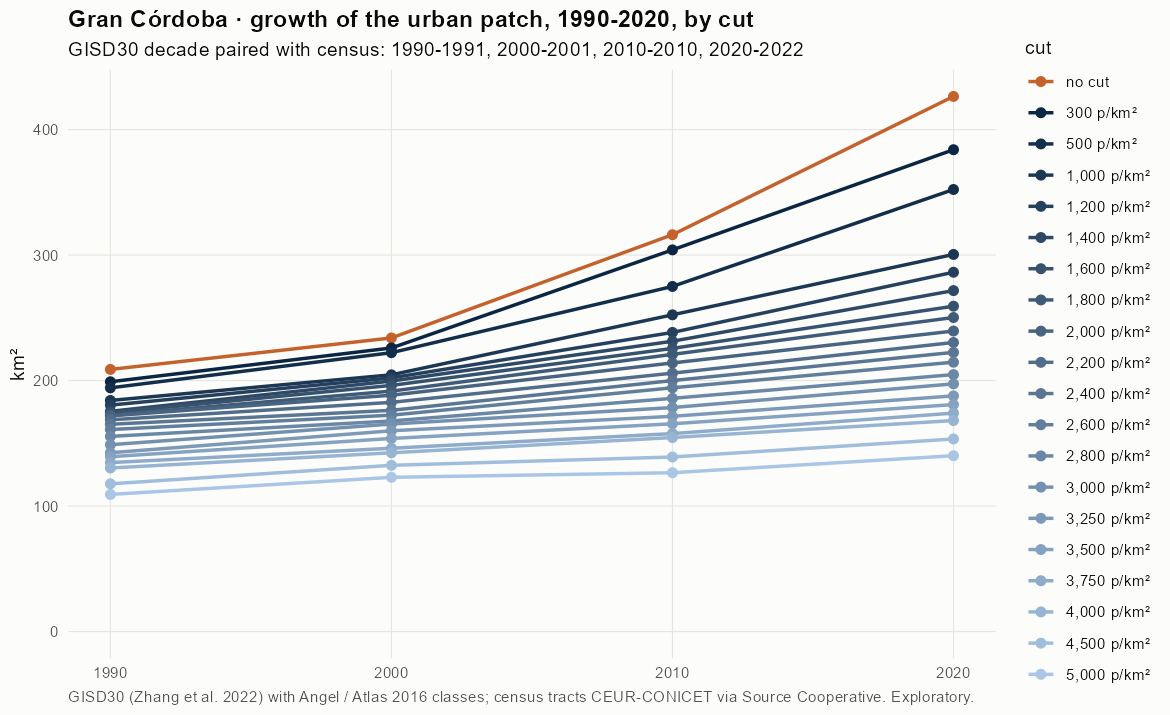 Gran Córdoba · growth of the urban patch, 1990-2020, by cut
GISD30 decade paired with census: 1990-1991, 2000-2001, 2010-2010, 2020-2022
km²
400
300
200
100
0
1990
2000
2010
2020
cut
no cut
300 p/km²
500 p/km²
1,000 p/km²
1,200 p/km²
1,400 p/km²
1,600 p/km²
1,800 p/km²
2,000 p/km²
2,200 p/km²
2,400 p/km²
2,600 p/km²
2,800 p/km²
3,000 p/km²
3,250 p/km²
3,500 p/km²
3,750 p/km²
4,000 p/km²
4,500 p/km²
5,000 p/km²
GISD30 (Zhang et al. 2022) with Angel / Atlas 2016 classes; census tracts CEUR-CONICET via Source Cooperative. Exploratory.